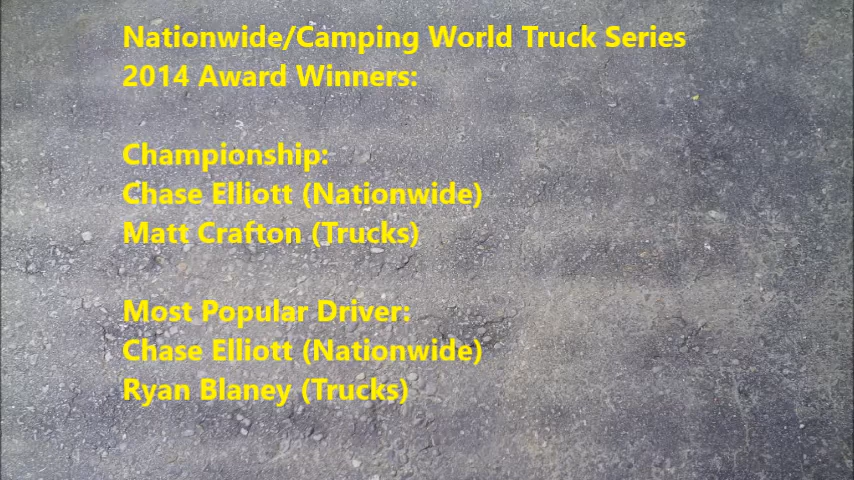 Nationwide/Camping World Truck Series
2014 Award Winners:
Championship:
Chase Elliott (Nationwide)
Matt Crafton (Trucks)
Most Popular Driver:
Chase Elliott (Nationwide)
Ryan Blaney (Trucks)